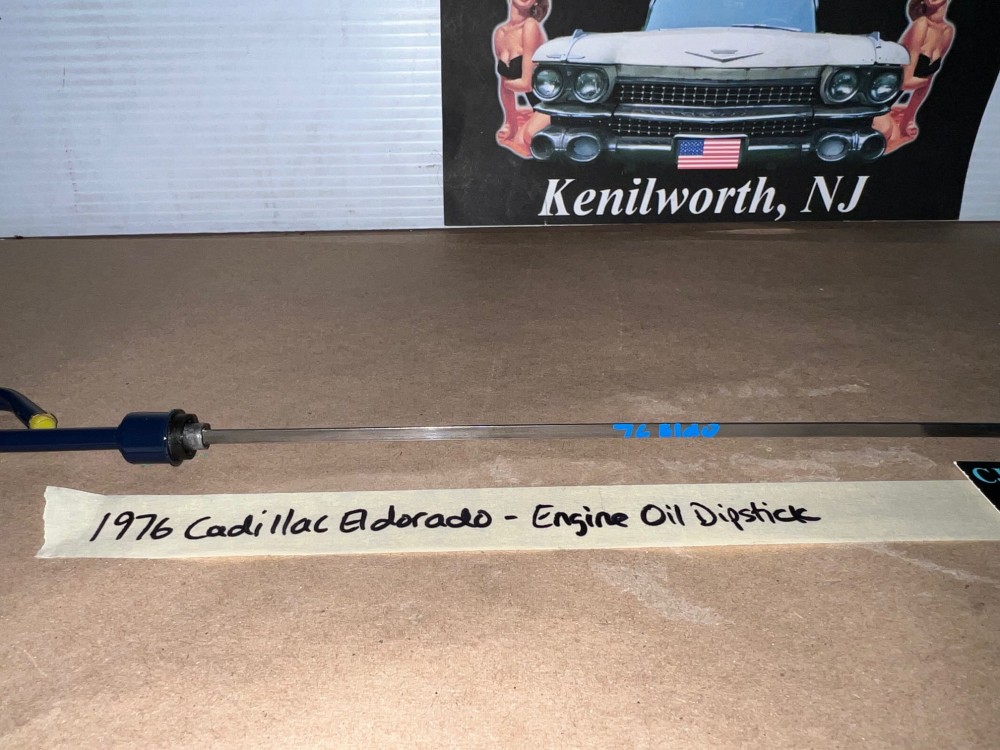 Kenilworth, NJ
76 Eldo
1976 Cadillac Eldorado - Engine Oil Dipstick